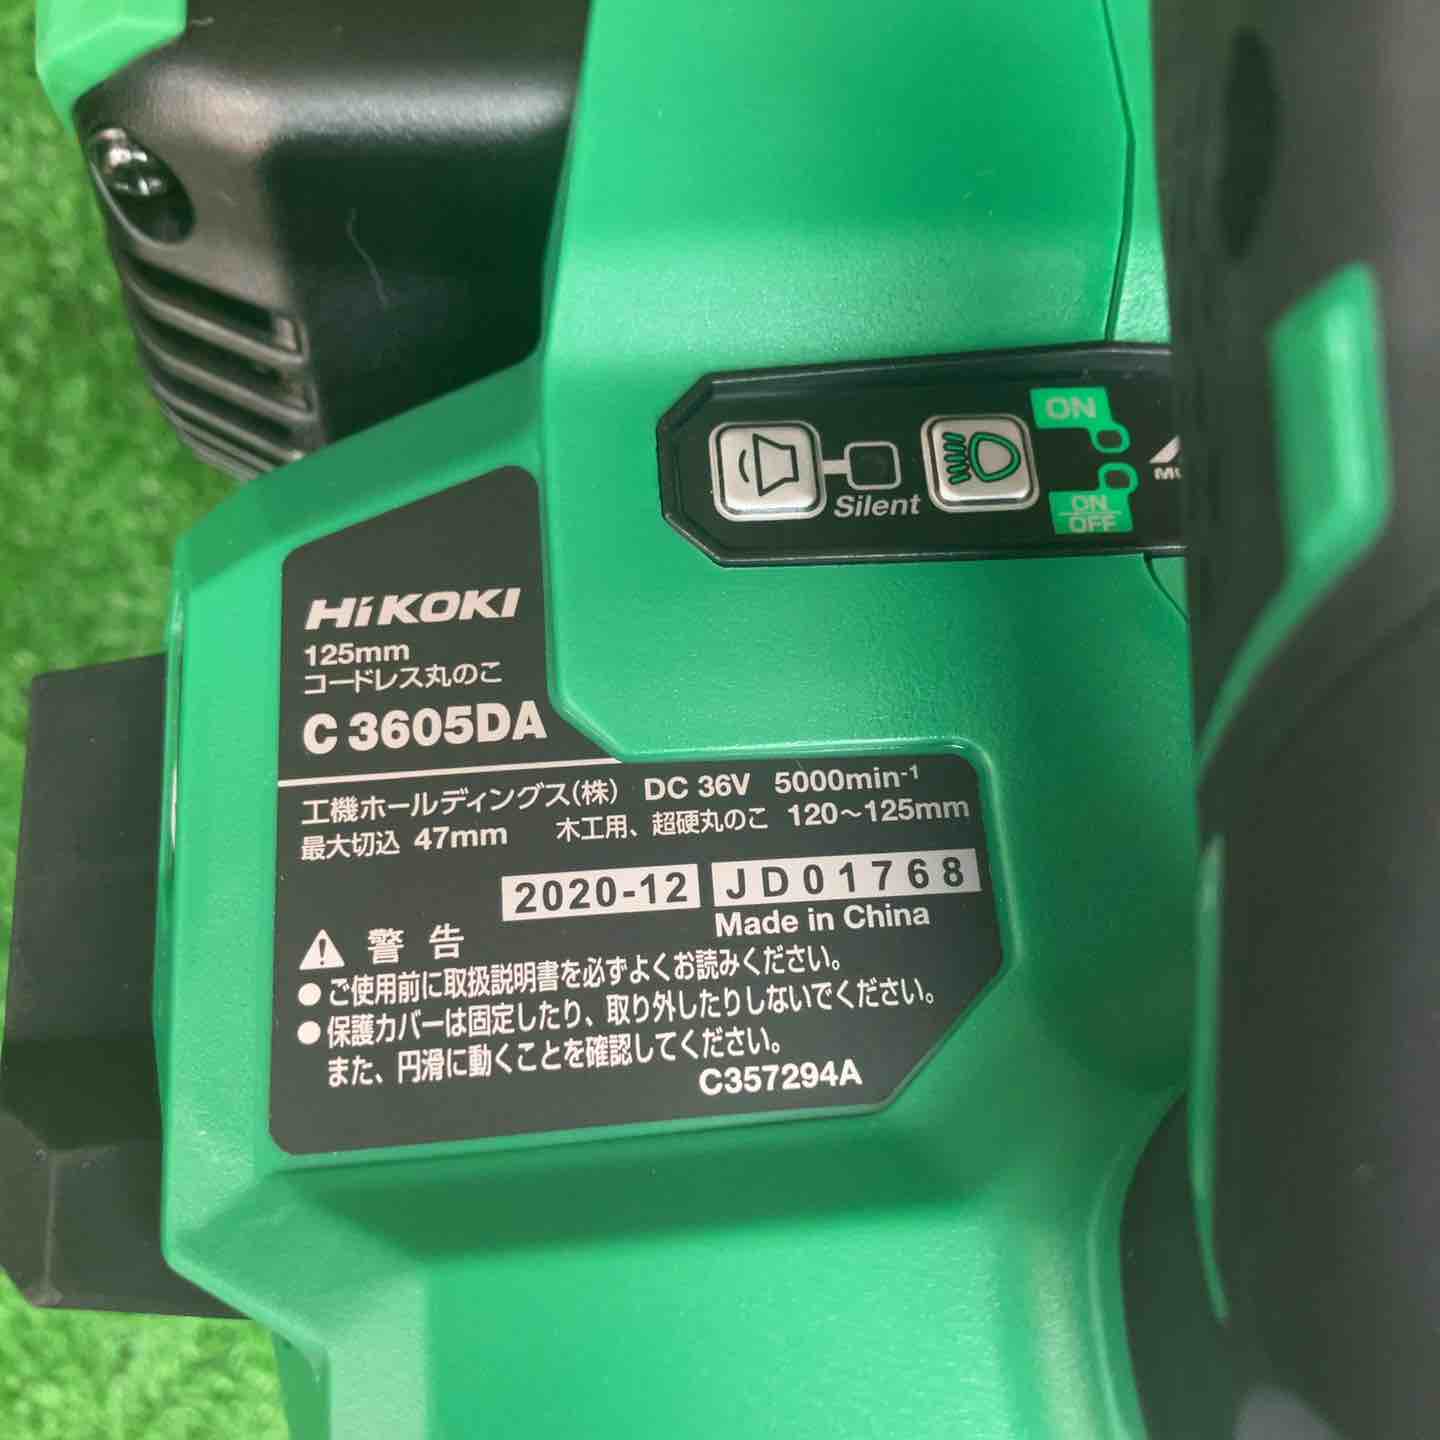 ON
Silent
ON
OFF
HiKOKI
125mm
コードレス丸のこ
C 3605DA
工機ホールディングス(株) DC 36V 5000min-1
最大切込 47mm 木工用、超硬丸のこ 120～125mm
2020-12 JD01768
Made in China
警告
●ご使用前に取扱説明書を必ずよくお読みください。
●保護カバーは固定したり、取り外したりしないでください。
また、円滑に動くことを確認してください。
C357294A